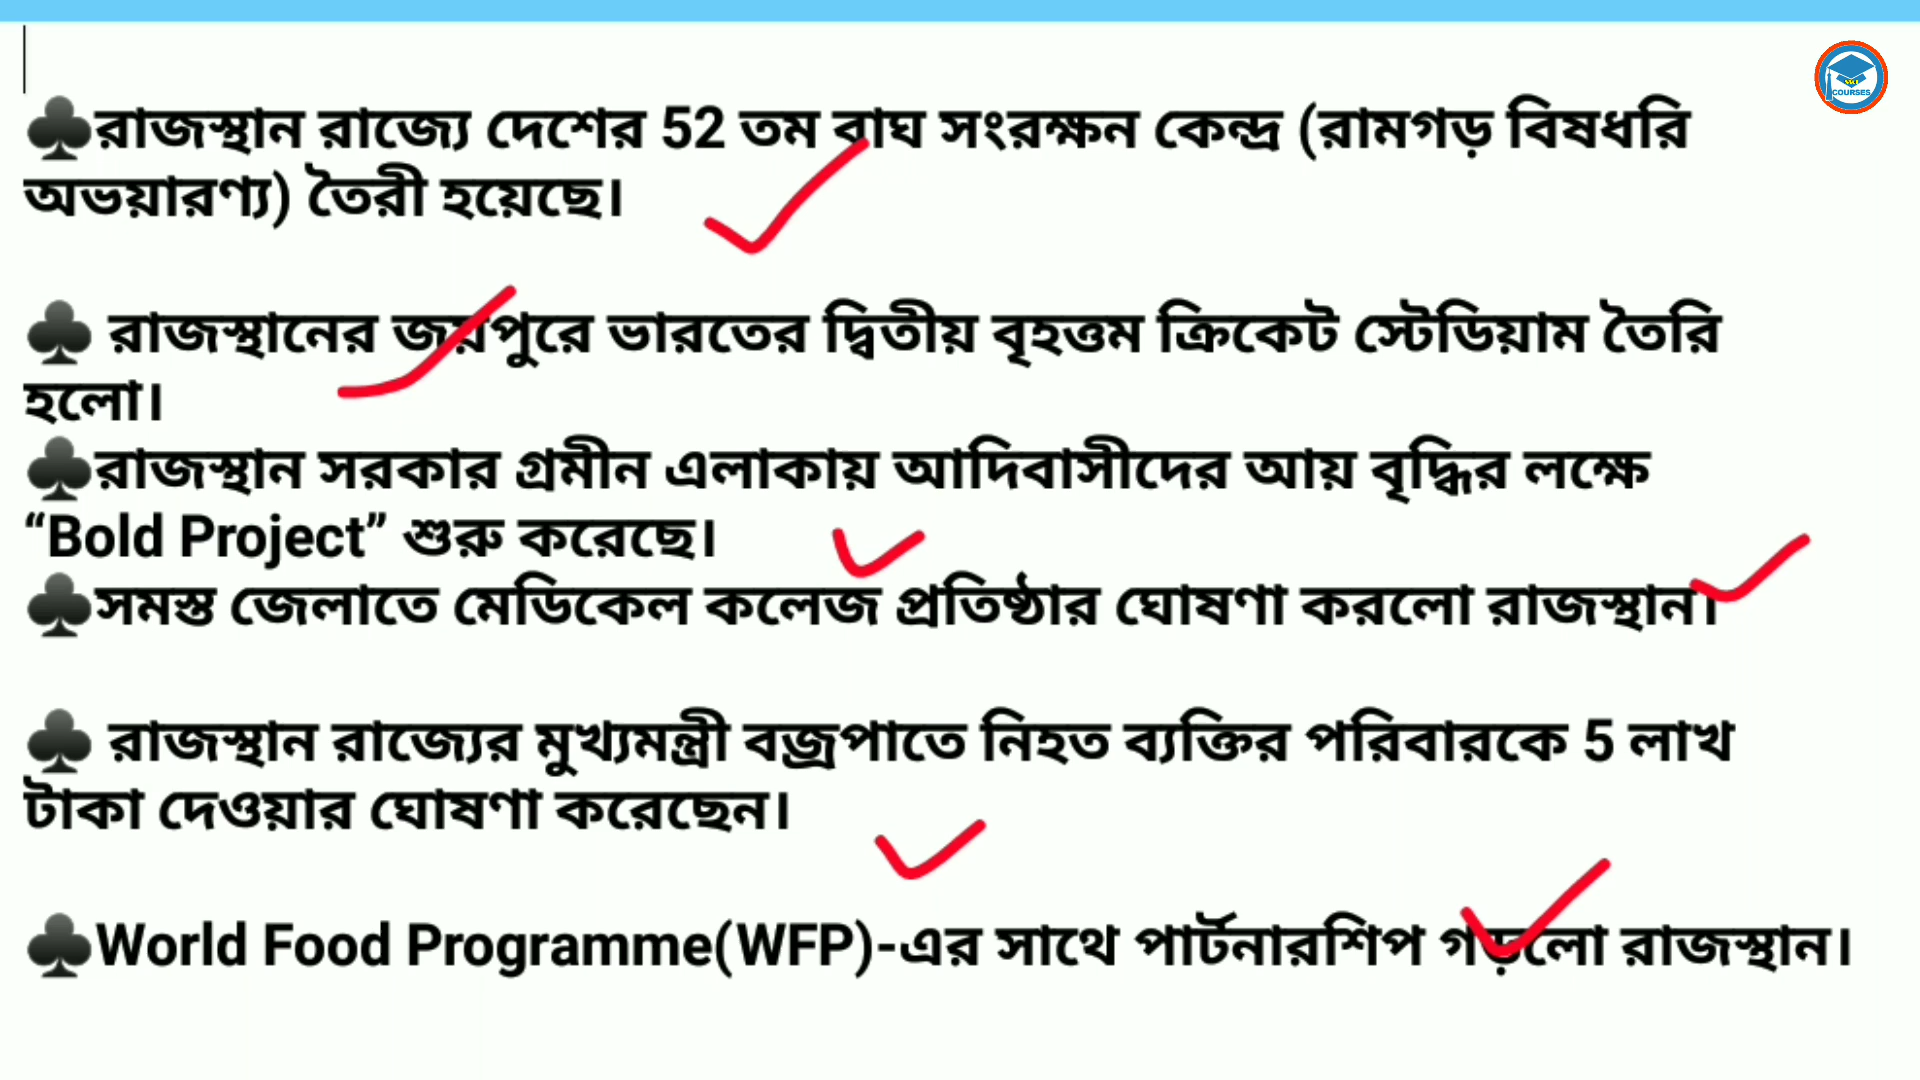 ♣রাজস্থান রাজ্যে দেশের 52 তম বাঘ সংরক্ষন কেন্দ্র (রামগড় বিষধরি
অভয়ারণ্য) তৈরী হয়েছে।
♣ রাজস্থানের জয়পুরে ভারতের দ্বিতীয় বৃহত্তম ক্রিকেট স্টেডিয়াম তৈরি
হলো।
♣রাজস্থান সরকার গ্রমীন এলাকায় আদিবাসীদের আয় বৃদ্ধির লক্ষে
“Bold Project” শুরু করেছে।
♣সমস্ত জেলাতে মেডিকেল কলেজ প্রতিষ্ঠার ঘোষণা করলো রাজস্থান।
♣ রাজস্থান রাজ্যের মুখ্যমন্ত্রী বজ্রপাতে নিহত ব্যক্তির পরিবারকে 5 লাখ
টাকা দেওয়ার ঘোষণা করেছেন।
♣World Food Programme(WFP)-এর সাথে পার্টনারশিপ গড়লো রাজস্থান।
COURSES